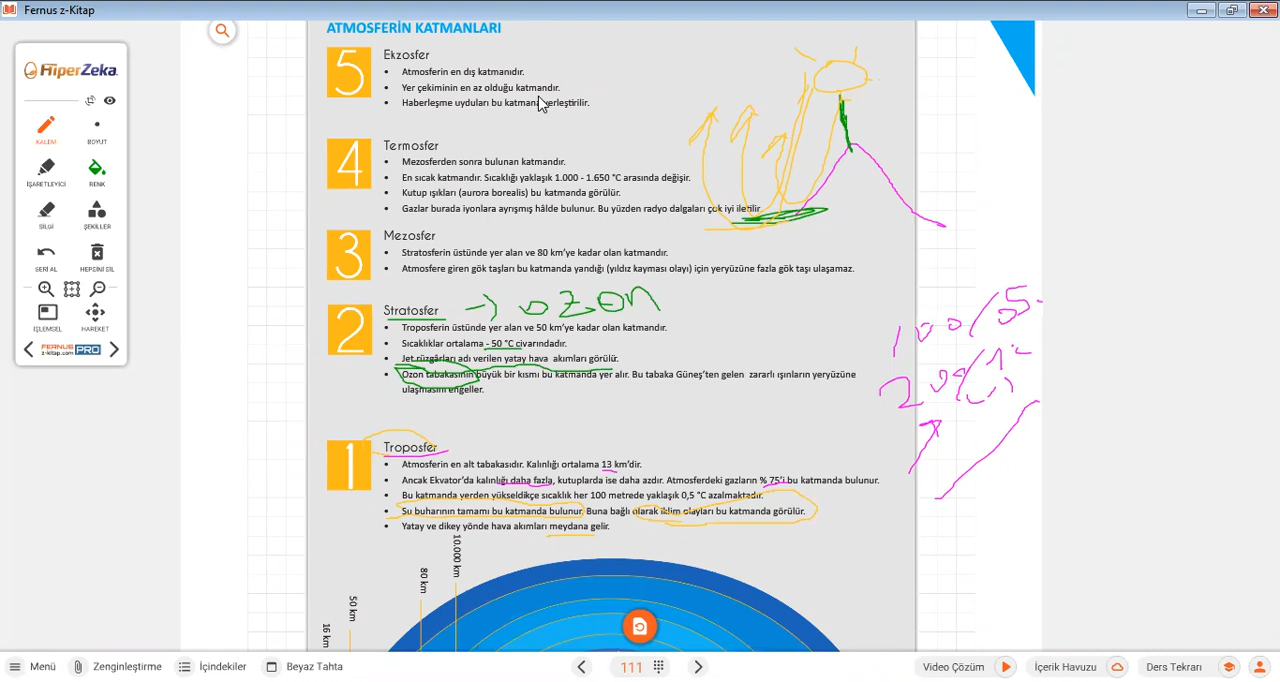 Fernus z-Kitap
HiperZeka
KALEM
BOYUT
İŞARETLEYİCİ
RENK
SİLGİ
ŞEKİLLER
GERİ AL
HEPSİNİ SİL
İŞLEMSEL
HAREKET
FERNUS
z-kitap.com
PRO
ATMOSFERİN KATMANLARI
5
Ekzosfer
• Atmosferin en dış katmanıdır.
• Yer çekiminin en az olduğu katmandır.
• Haberleşme uyduları bu katmana yerleştirilir.
4
Termosfer
• Mezosferden sonra bulunan katmandır.
• En sıcak katmandır. Sıcaklığı yaklaşık 1.000 - 1.650 °C arasında değişir.
• Kutup ışıkları (aurora borealis) bu katmanda görülür.
• Gazlar burada iyonlara ayrışmış hâlde bulunur. Bu yüzden radyo dalgaları çok iyi iletilir.
3
Mezosfer
• Stratosferin üstünde yer alan ve 80 km'ye kadar olan katmandır.
• Atmosfere giren gök taşları bu katmanda yandığı (yıldız kayması olayı) için yeryüzüne fazla gök taşı ulaşamaz.
2
Stratosfer → ozon
• Troposferin üstünde yer alan ve 50 km'ye kadar olan katmandır.
• Sıcaklıklar ortalama - 50 °C civarındadır.
• Jet rüzgârları adı verilen yatay hava akımları görülür.
• Ozon tabakasının büyük bir kısmı bu katmanda yer alır. Bu tabaka Güneş'ten gelen zararlı ışınların yeryüzüne
ulaşmasını engeller.
1
Troposfer
• Atmosferin en alt tabakasıdır. Kalınlığı ortalama 13 km'dir.
• Ancak Ekvator'da kalınlığı daha fazla, kutuplarda ise daha azdır. Atmosferdeki gazların % 75'i bu katmanda bulunur.
• Bu katmanda yerden yükseldikçe sıcaklık her 100 metrede yaklaşık 0,5 °C azalmaktadır.
• Su buharının tamamı bu katmanda bulunur. Buna bağlı olarak iklim olayları bu katmanda görülür.
• Yatay ve dikey yönde hava akımları meydana gelir.
10.000 km
80 km
50 km
16 km
Menü
Zenginleştirme
İçindekiler
Beyaz Tahta
111
Video Çözüm
İçerik Havuzu
Ders Tekrarı